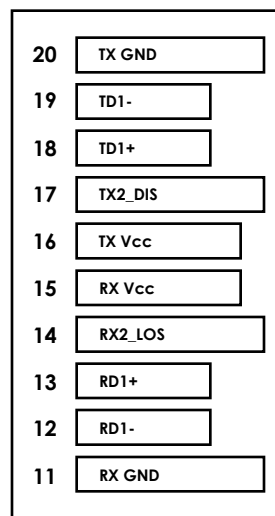 20 TX GND
19 TD1-
18 TD1+
17 TX2_DIS
16 TX Vcc
15 RX Vcc
14 RX2_LOS
13 RD1+
12 RD1-
11 RX GND